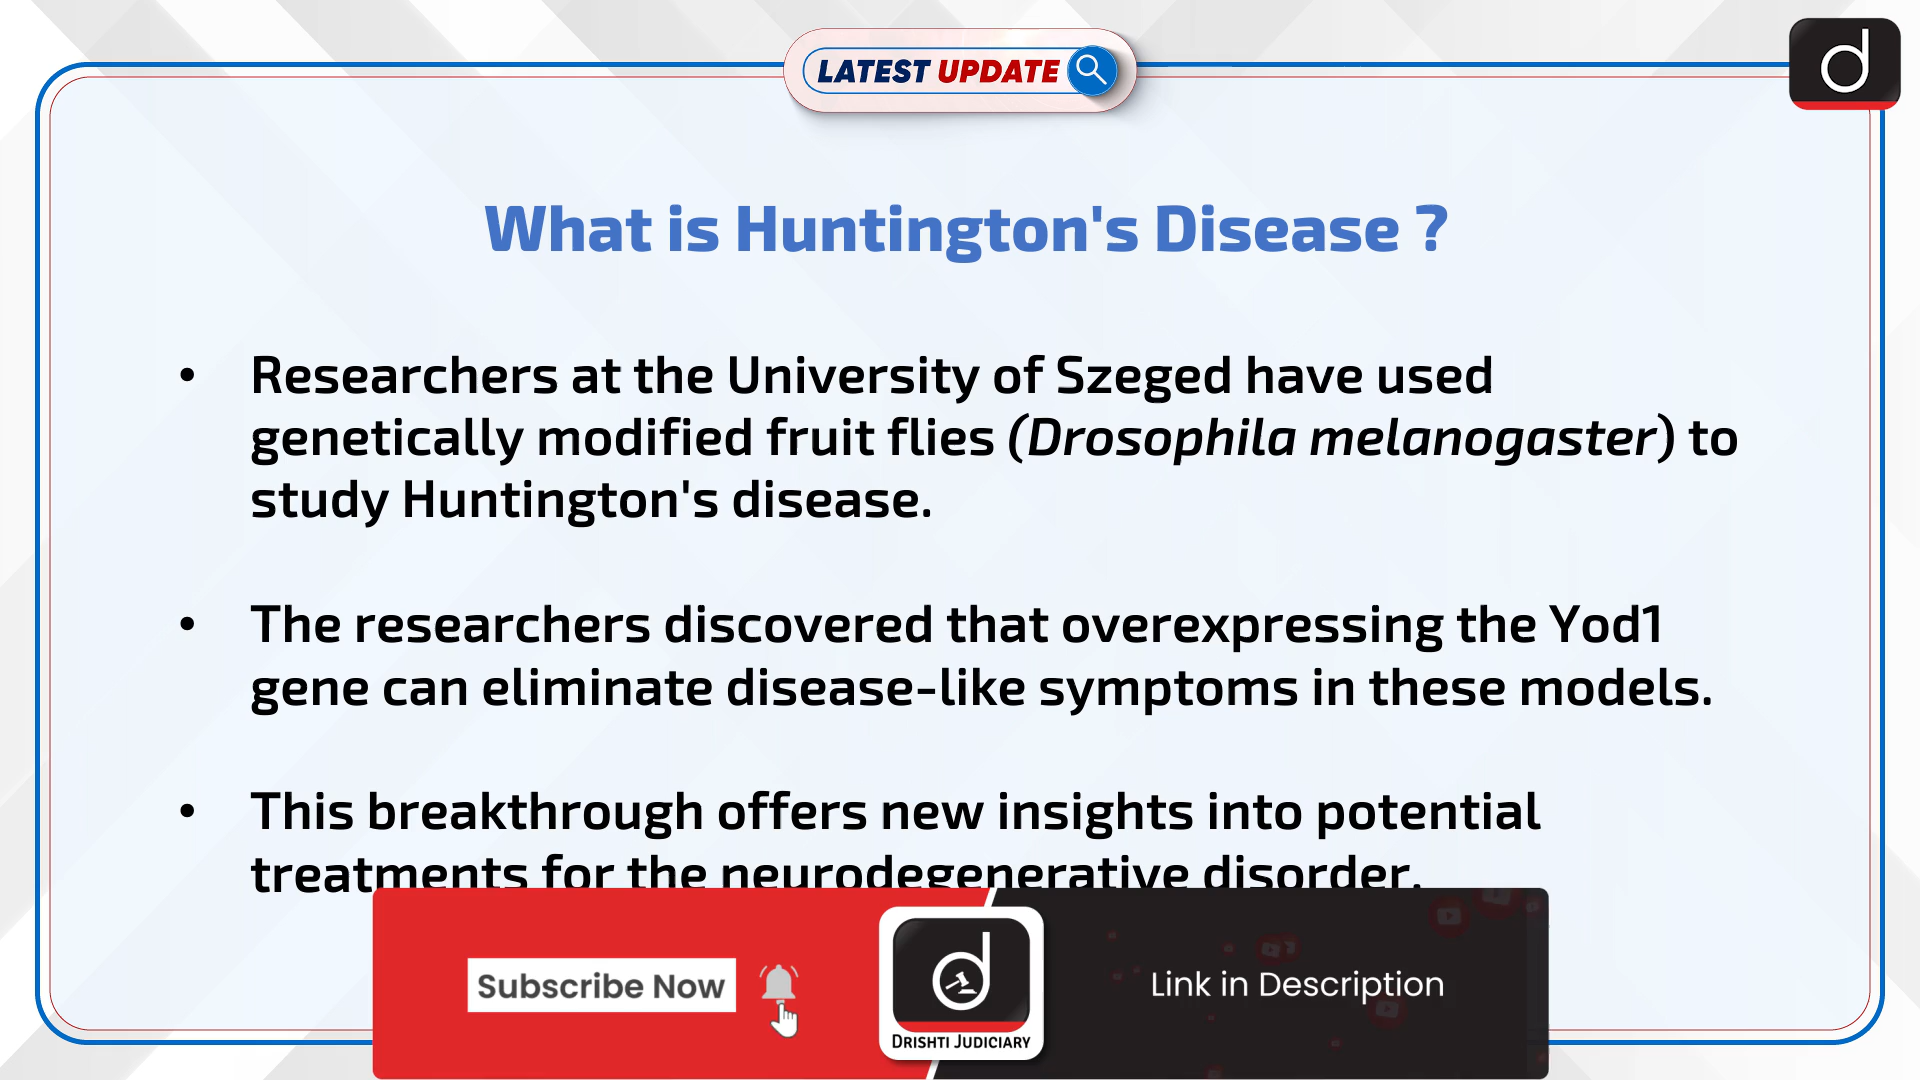 LATEST UPDATE
d
What is Huntington's Disease ?
• Researchers at the University of Szeged have used
genetically modified fruit flies (Drosophila melanogaster) to
study Huntington's disease.
• The researchers discovered that overexpressing the Yod1
gene can eliminate disease-like symptoms in these models.
• This breakthrough offers new insights into potential
treatments for the neurodegenerative disorder.
Subscribe Now
d
DRISHTI JUDICIARY
Link in Description